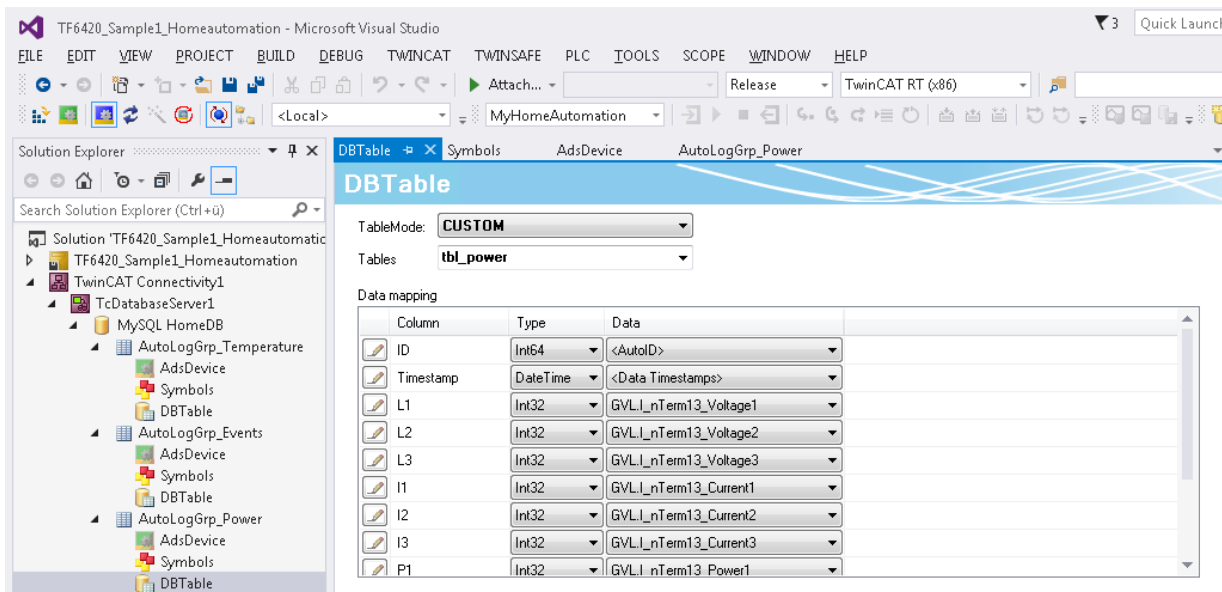 TF6420_Sample1_Homeautomation - Microsoft Visual Studio
3
Quick Launch
FILE EDIT VIEW PROJECT BUILD DEBUG TWINCAT TWINSAFE PLC TOOLS SCOPE WINDOW HELP
Attach... Release TwinCAT RT (x86)
<Local> MyHomeAutomation
Solution Explorer
DBTable Symbols AdsDevice AutoLogGrp_Power
DBTable
Search Solution Explorer (Ctrl+ü)
Solution 'TF6420_Sample1_Homeautomatic
TF6420_Sample1_Homeautomation
TwinCAT Connectivity1
TcDatabaseServer1
MySQL HomeDB
AutoLogGrp_Temperature
AdsDevice
Symbols
DBTable
AutoLogGrp_Events
AdsDevice
Symbols
DBTable
AutoLogGrp_Power
AdsDevice
Symbols
DBTable
TableMode: CUSTOM
Tables tbl_power
Data mapping
Column Type Data
ID Int64 <AutoID>
Timestamp DateTime <Data Timestamps>
L1 Int32 GVL.I_nTerm13_Voltage1
L2 Int32 GVL.I_nTerm13_Voltage2
L3 Int32 GVL.I_nTerm13_Voltage3
I1 Int32 GVL.I_nTerm13_Current1
I2 Int32 GVL.I_nTerm13_Current2
I3 Int32 GVL.I_nTerm13_Current3
P1 Int32 GVL.I_nTerm13_Power1